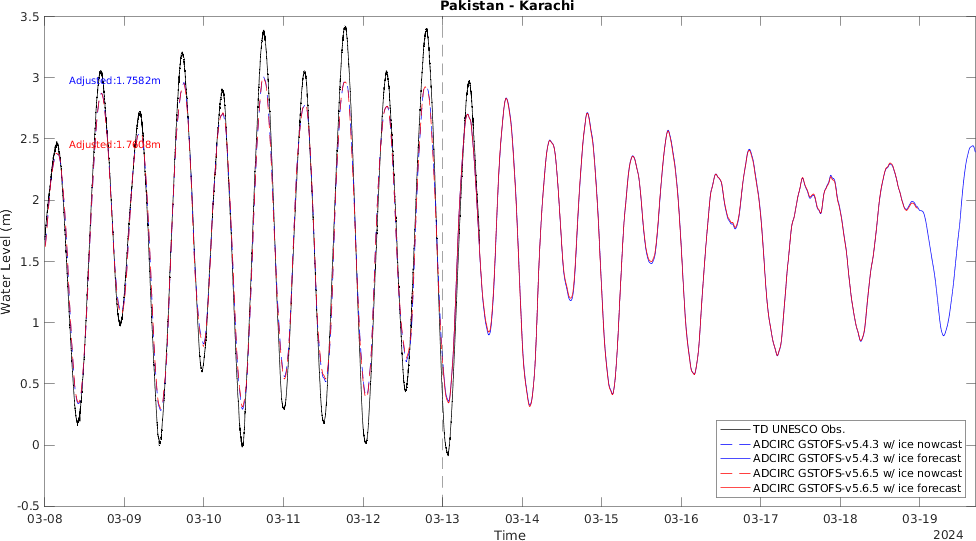 Pakistan - Karachi
3.5
3
2.5
2
1.5
1
0.5
0
-0.5
Water Level (m)
Adjusted:1.7582m
03-08
03-09
03-10
03-11
03-12
03-13
03-14
03-15
03-16
03-17
03-18
03-19
Time
2024
TD UNESCO Obs.
ADCIRC GSTOFS-v5.4.3 w/ ice nowcast
ADCIRC GSTOFS-v5.4.3 w/ ice forecast
ADCIRC GSTOFS-v5.6.5 w/ ice nowcast
ADCIRC GSTOFS-v5.6.5 w/ ice forecast